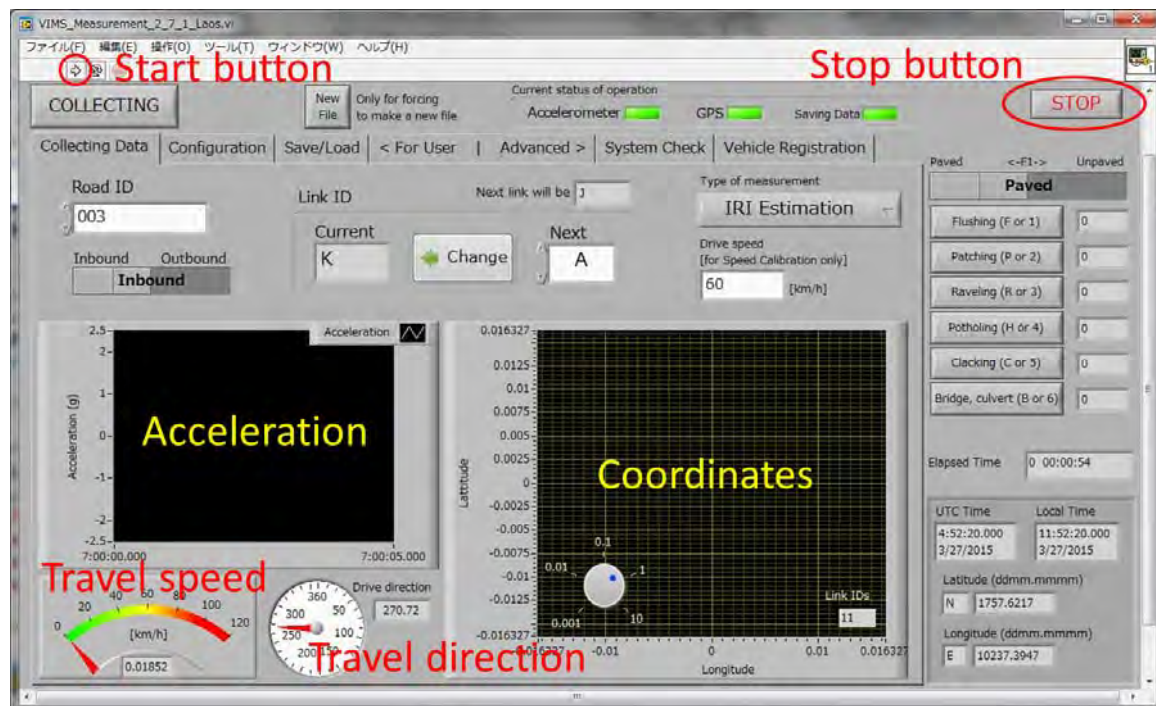 VIMS_Measurement_2_7_1_Laos.vi
ファイル(F) 編集(E) 操作(O) ツール(T) ウィンドウ(W) ヘルプ(H)
Start button
Stop button
COLLECTING
New File
Only for forcing
to make a new file
Current status of operation
Accelerometer GPS Saving Data
STOP
Collecting Data Configuration Save/Load < For User | Advanced > System Check Vehicle Registration
Road ID
003
Inbound Outbound
Inbound
Link ID
Next link will be J
Current
K
Change
Next
A
Type of measurement
IRI Estimation
Drive speed
[for Speed Calibration only]
60 [km/h]
Paved <-F1-> Unpaved
Paved
Flushing (F or 1) 0
Patching (P or 2) 0
Raveling (R or 3) 0
Potholing (H or 4) 0
Clacking (C or 5) 0
Bridge, culvert (B or 6) 0
Elapsed Time 0 00:00:54
UTC Time Local Time
4:52:20.000 11:52:20.000
3/27/2015 3/27/2015
Latitude (ddmm.mmmm)
N 1757.6217
Longitude (ddmm.mmmm)
E 10237.3947
Acceleration
2.5
2
1
0
-1
-2
-2.5
Acceleration (g)
Acceleration
7:00:00.000 7:00:05.000
0.016327
0.0125
0.01
0.0075
0.005
0.0025
0
-0.0025
-0.005
-0.0075
-0.01
-0.0125
-0.016327
Lattitude
Coordinates
0.1
0.01 1
0.001 10
Link IDs
11
-0.01 0 0.01 0.016327
Longitude
Travel speed
0 20 40 60 80 100 120
[km/h]
0.01852
Drive direction
270.72
360
300 50
250 100
200 150
Travel direction